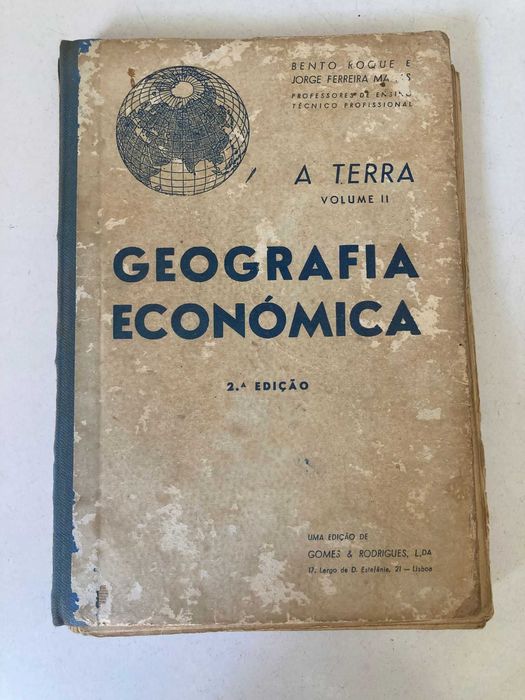 BENTO ROQUE E
JORGE FERREIRA
PROFESSORES DE ENSINO
TÉCNICO PROFISSIONAL
A TERRA
VOLUME II
GEOGRAFIA
ECONÓMICA
2.ª EDIÇÃO
UMA EDIÇÃO DE
GOMES & RODRIGUES, L.DA
17, Largo de D. Estefânia, 21 — Lisboa